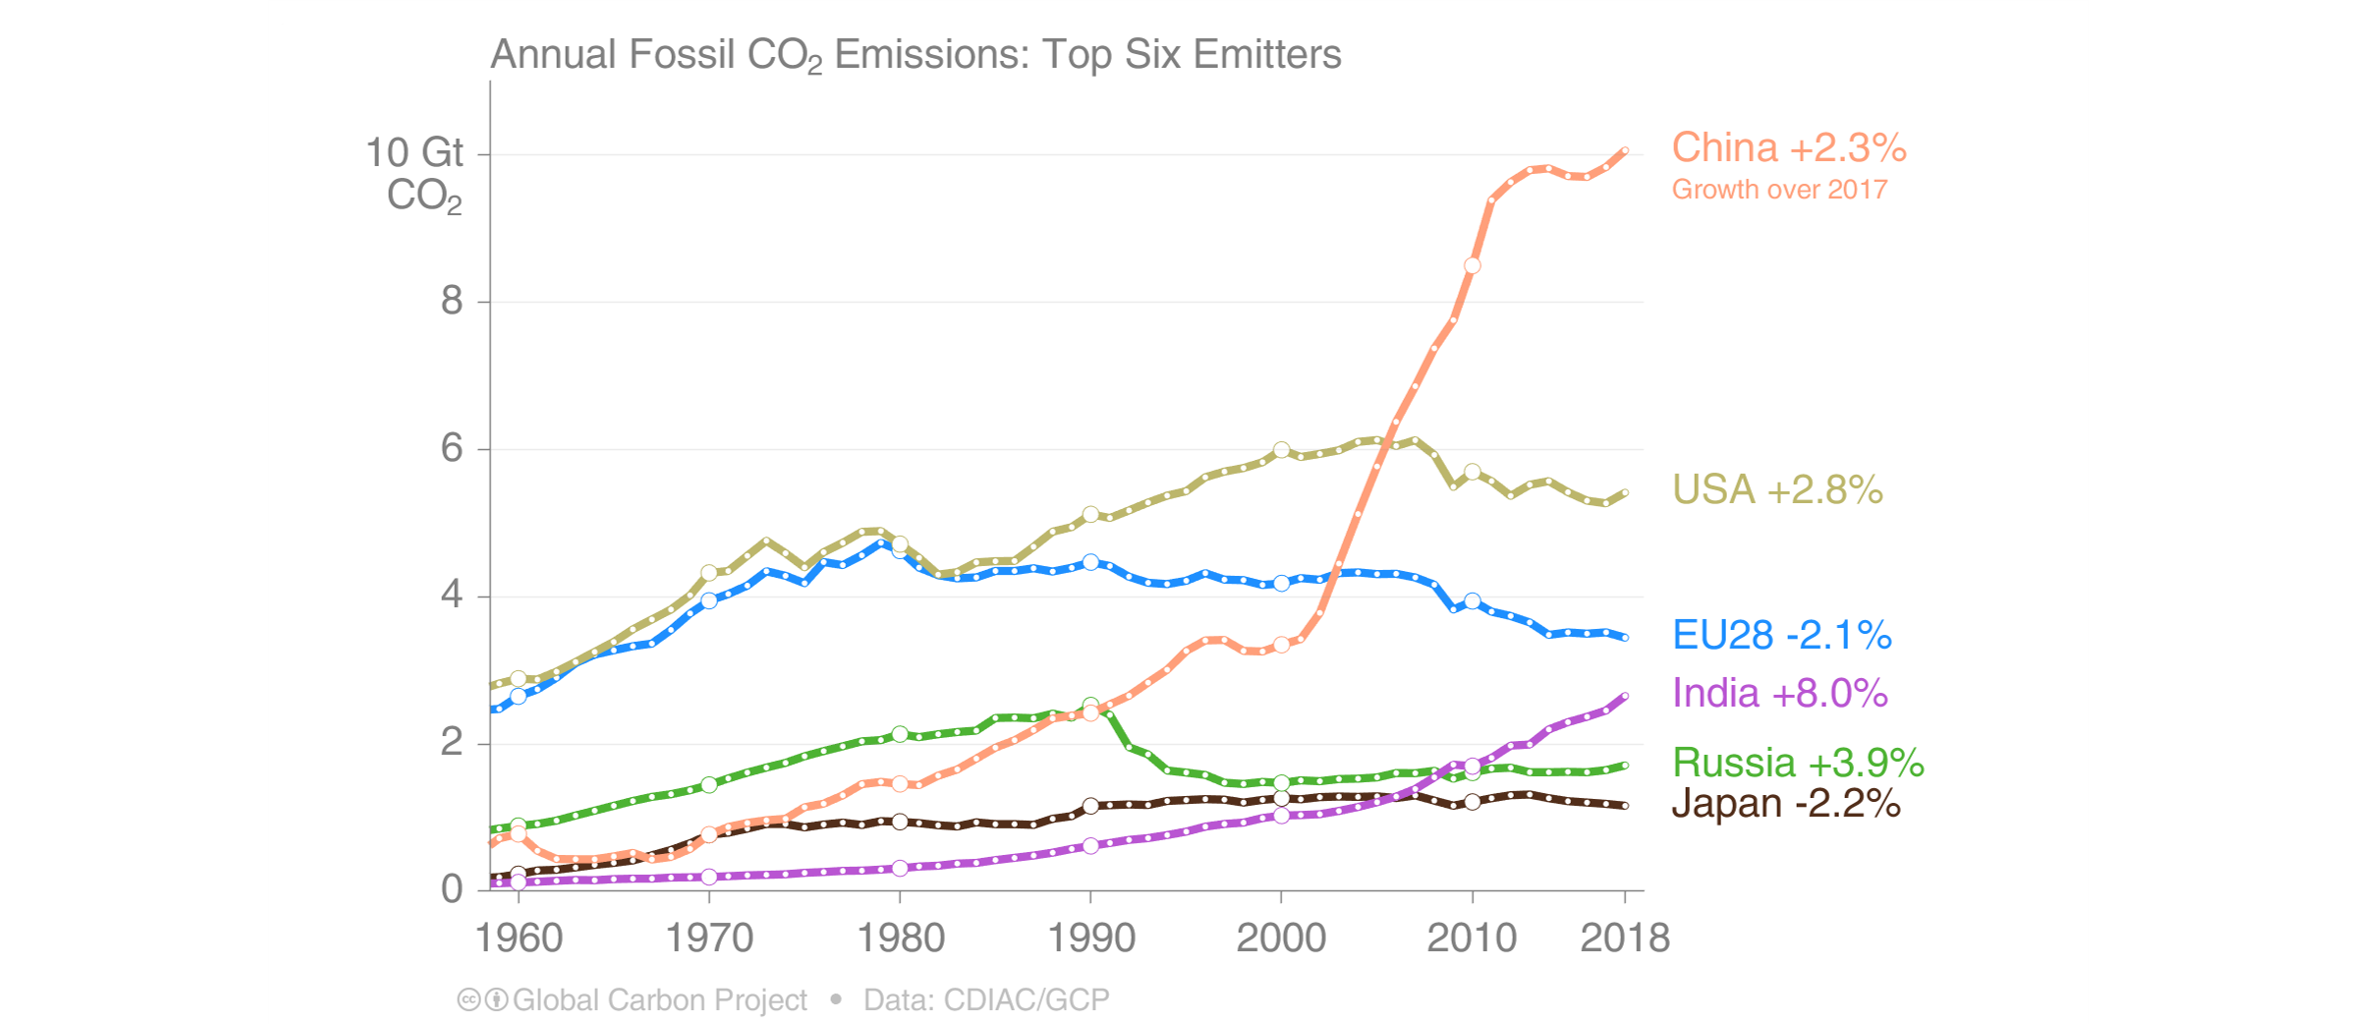 Annual Fossil CO₂ Emissions: Top Six Emitters
10 Gt
CO₂
8
6
4
2
0
China +2.3%
Growth over 2017
USA +2.8%
EU28 -2.1%
India +8.0%
Russia +3.9%
Japan -2.2%
1960 1970 1980 1990 2000 2010 2018
cc Global Carbon Project • Data: CDIAC/GCP